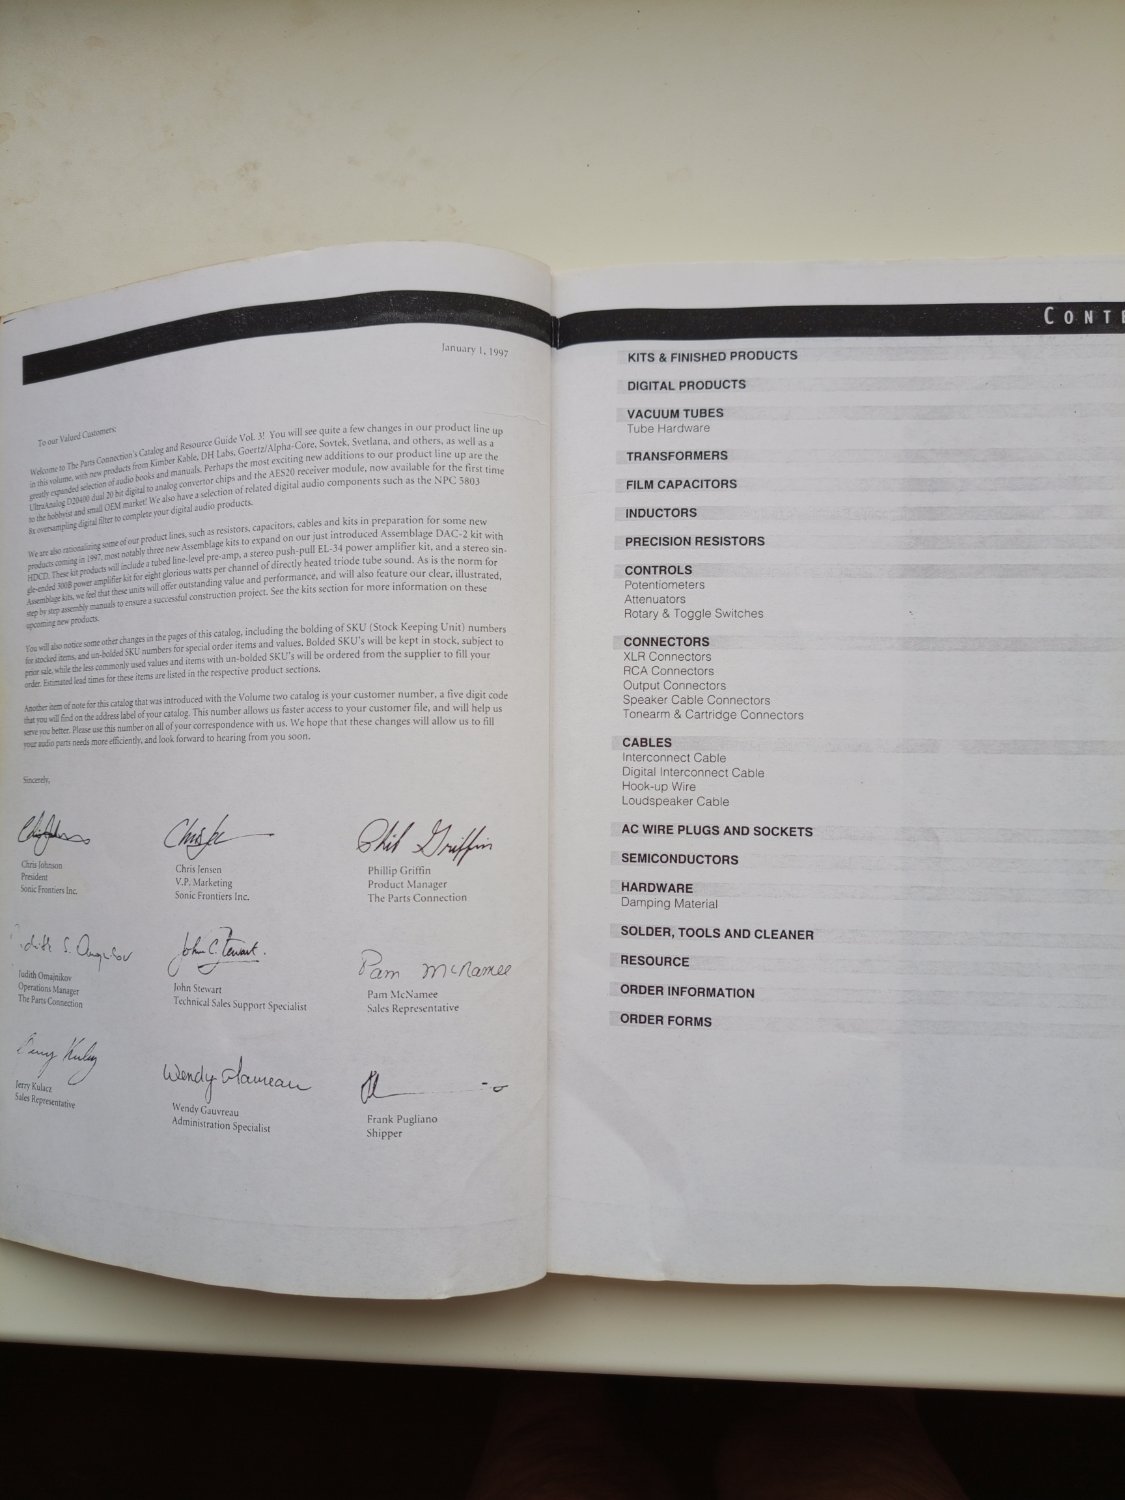 January 1, 1997
To our Valued Customers:
Welcome to The Parts Connection's Catalog and Resource Guide Vol. 3! You will see quite a few changes in our product line up
in this volume, with new products from Kimber Kable, DH Labs, Goertz/Alpha-Core, Sovtek, Svetlana, and others, as well as a
greatly expanded selection of audio books and manuals. Perhaps the most exciting new additions to our product line up are the
UltraAnalog D20400 dual 20 bit digital to analog convertor chips and the AES20 receiver module, now available for the first time
to the hobbyist and small OEM market! We also have a selection of related digital audio components such as the NPC 5803
8x oversampling digital filter to complete your digital audio products.
We are also rationalizing some of our product lines, such as resistors, capacitors, cables and kits in preparation for some new
products coming in 1997, most notably three new Assemblage kits to expand on our just introduced Assemblage DAC-2 kit with
HDCD. These kit products will include a tubed line-level pre-amp, a stereo push-pull EL-34 power amplifier kit, and a stereo sin-
gle-ended 300B power amplifier kit for eight glorious watts per channel of directly heated triode tube sound. As is the norm for
Assemblage kits, we feel that these units will offer outstanding value and performance, and will also feature our clear, illustrated,
step by step assembly manuals to ensure a successful construction project. See the kits section for more information on these
upcoming new products.
You will also notice some other changes in the pages of this catalog, including the bolding of SKU (Stock Keeping Unit) numbers
for stocked items, and un-bolded SKU numbers for special order items and values. Bolded SKU's will be kept in stock, subject to
prior sale, while the less commonly used values and items with un-bolded SKU's will be ordered from the supplier to fill your
order. Estimated lead times for these items are listed in the respective product sections.
Another item of note for this catalog that was introduced with the Volume two catalog is your customer number, a five digit code
that you will find on the address label of your catalog. This number allows us faster access to your customer file, and will help us
serve you better. Please use this number on all of your correspondence with us. We hope that these changes will allow us to fill
your audio parts needs more efficiently, and look forward to hearing from you soon.
Sincerely,
Phil Griffin
Chris Johnson
President
Sonic Frontiers Inc.
Chris Jensen
V.P. Marketing
Sonic Frontiers Inc.
Phillip Griffin
Product Manager
The Parts Connection
John C. Stewart.
Pam McNamee
Judith Omajnikov
Operations Manager
The Parts Connection
John Stewart
Technical Sales Support Specialist
Pam McNamee
Sales Representative
Jerry Kulacz
Sales Representative
Wendy Gauvreau
Administration Specialist
Frank Pugliano
Shipper
CONTE
KITS & FINISHED PRODUCTS
DIGITAL PRODUCTS
VACUUM TUBES
Tube Hardware
TRANSFORMERS
FILM CAPACITORS
INDUCTORS
PRECISION RESISTORS
CONTROLS
Potentiometers
Attenuators
Rotary & Toggle Switches
CONNECTORS
XLR Connectors
RCA Connectors
Output Connectors
Speaker Cable Connectors
Tonearm & Cartridge Connectors
CABLES
Interconnect Cable
Digital Interconnect Cable
Hook-up Wire
Loudspeaker Cable
AC WIRE PLUGS AND SOCKETS
SEMICONDUCTORS
HARDWARE
Damping Material
SOLDER, TOOLS AND CLEANER
RESOURCE
ORDER INFORMATION
ORDER FORMS